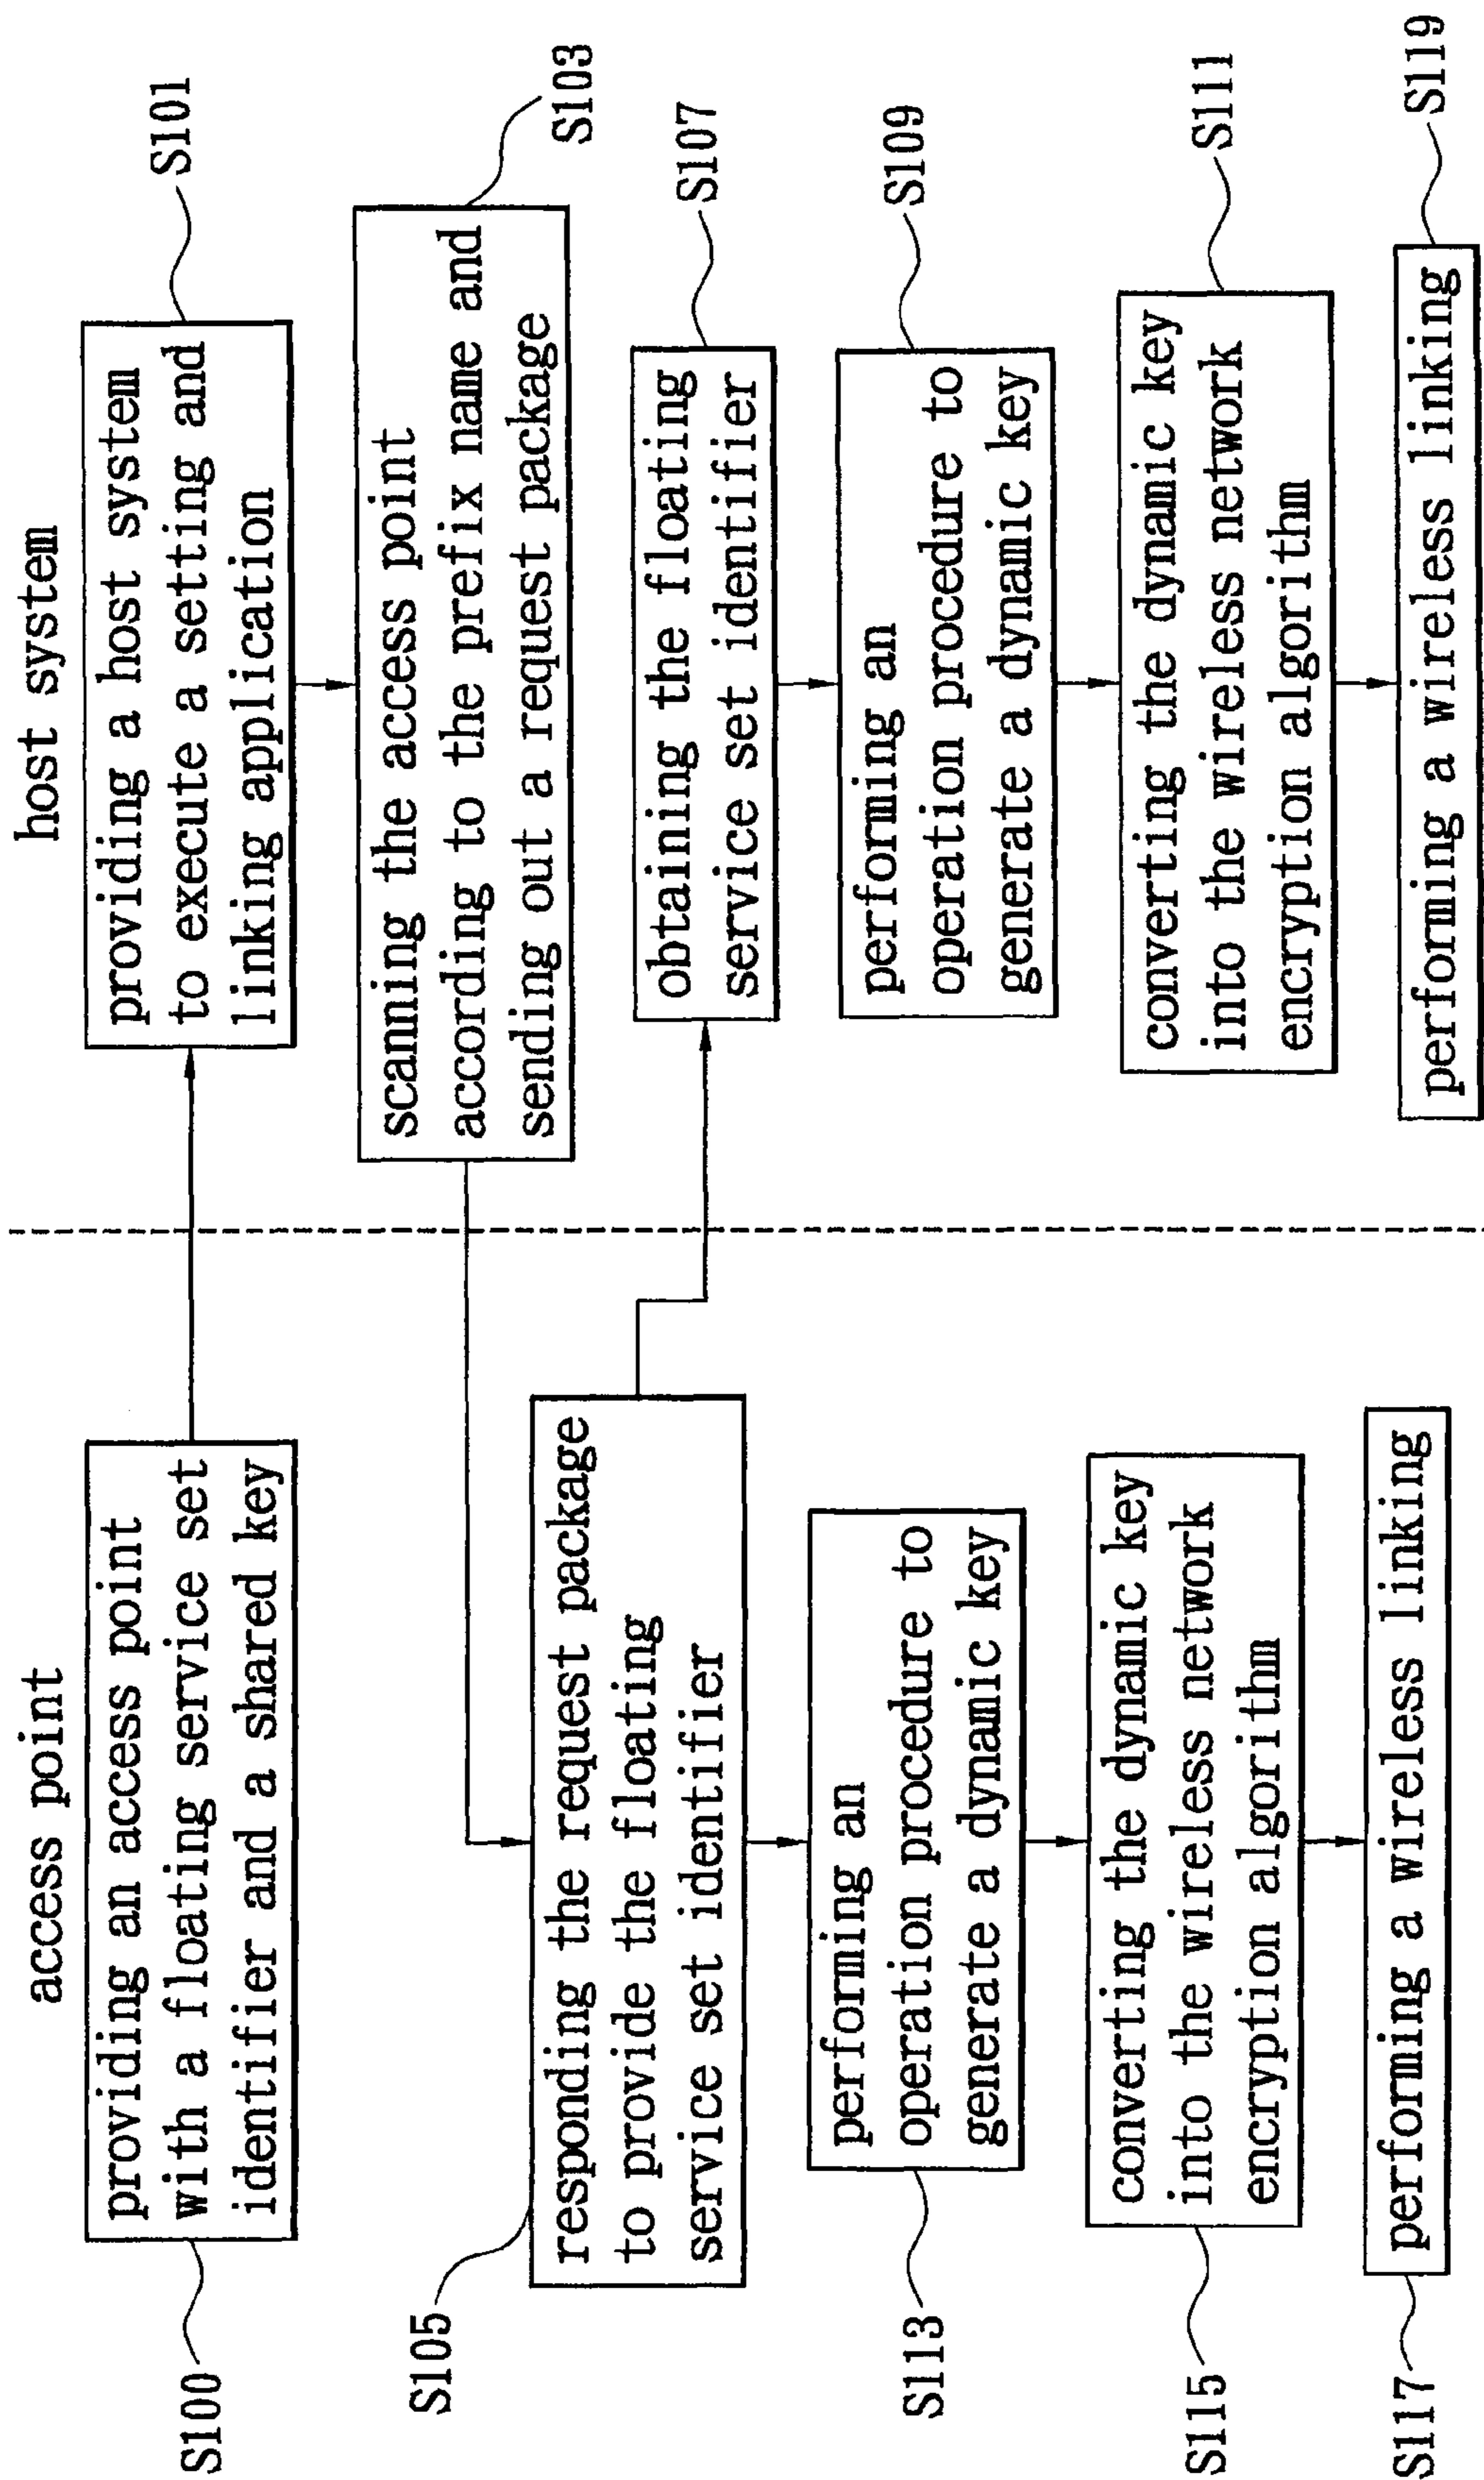 access point
host system
S100
providing an access point
with a floating service set
identifier and a shared key
providing a host system
to execute a setting and
linking application
S101
scanning the access point
according to the prefix name and
sending out a request package
S103
S105
responding the request package
to provide the floating
service set identifier
obtaining the floating
service set identifier
S107
S113
performing an
operation procedure to
generate a dynamic key
performing an
operation procedure to
generate a dynamic key
S109
S115
converting the dynamic key
into the wireless network
encryption algorithm
converting the dynamic key
into the wireless network
encryption algorithm
S111
S117
performing a wireless linking
performing a wireless linking
S119